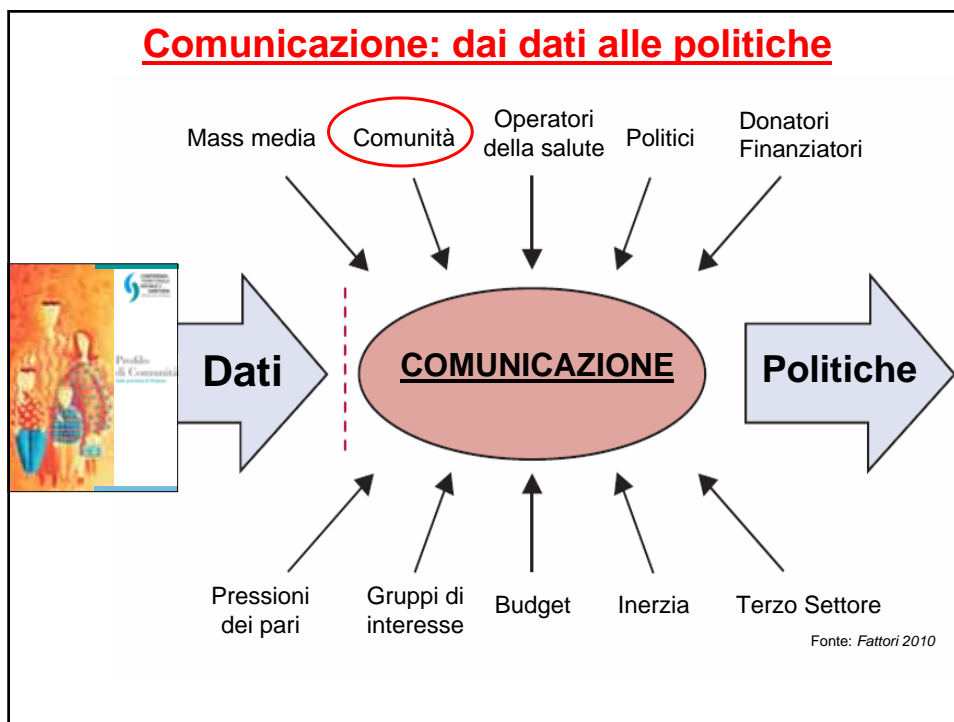 Comunicazione: dai dati alle politiche
Mass media
Comunità
Operatori
della salute
Politici
Donatori
Finanziatori
Profilo
di Comunità
Dati
COMUNICAZIONE
Politiche
Pressioni
dei pari
Gruppi di
interesse
Budget
Inerzia
Terzo Settore
Fonte: Fattori 2010